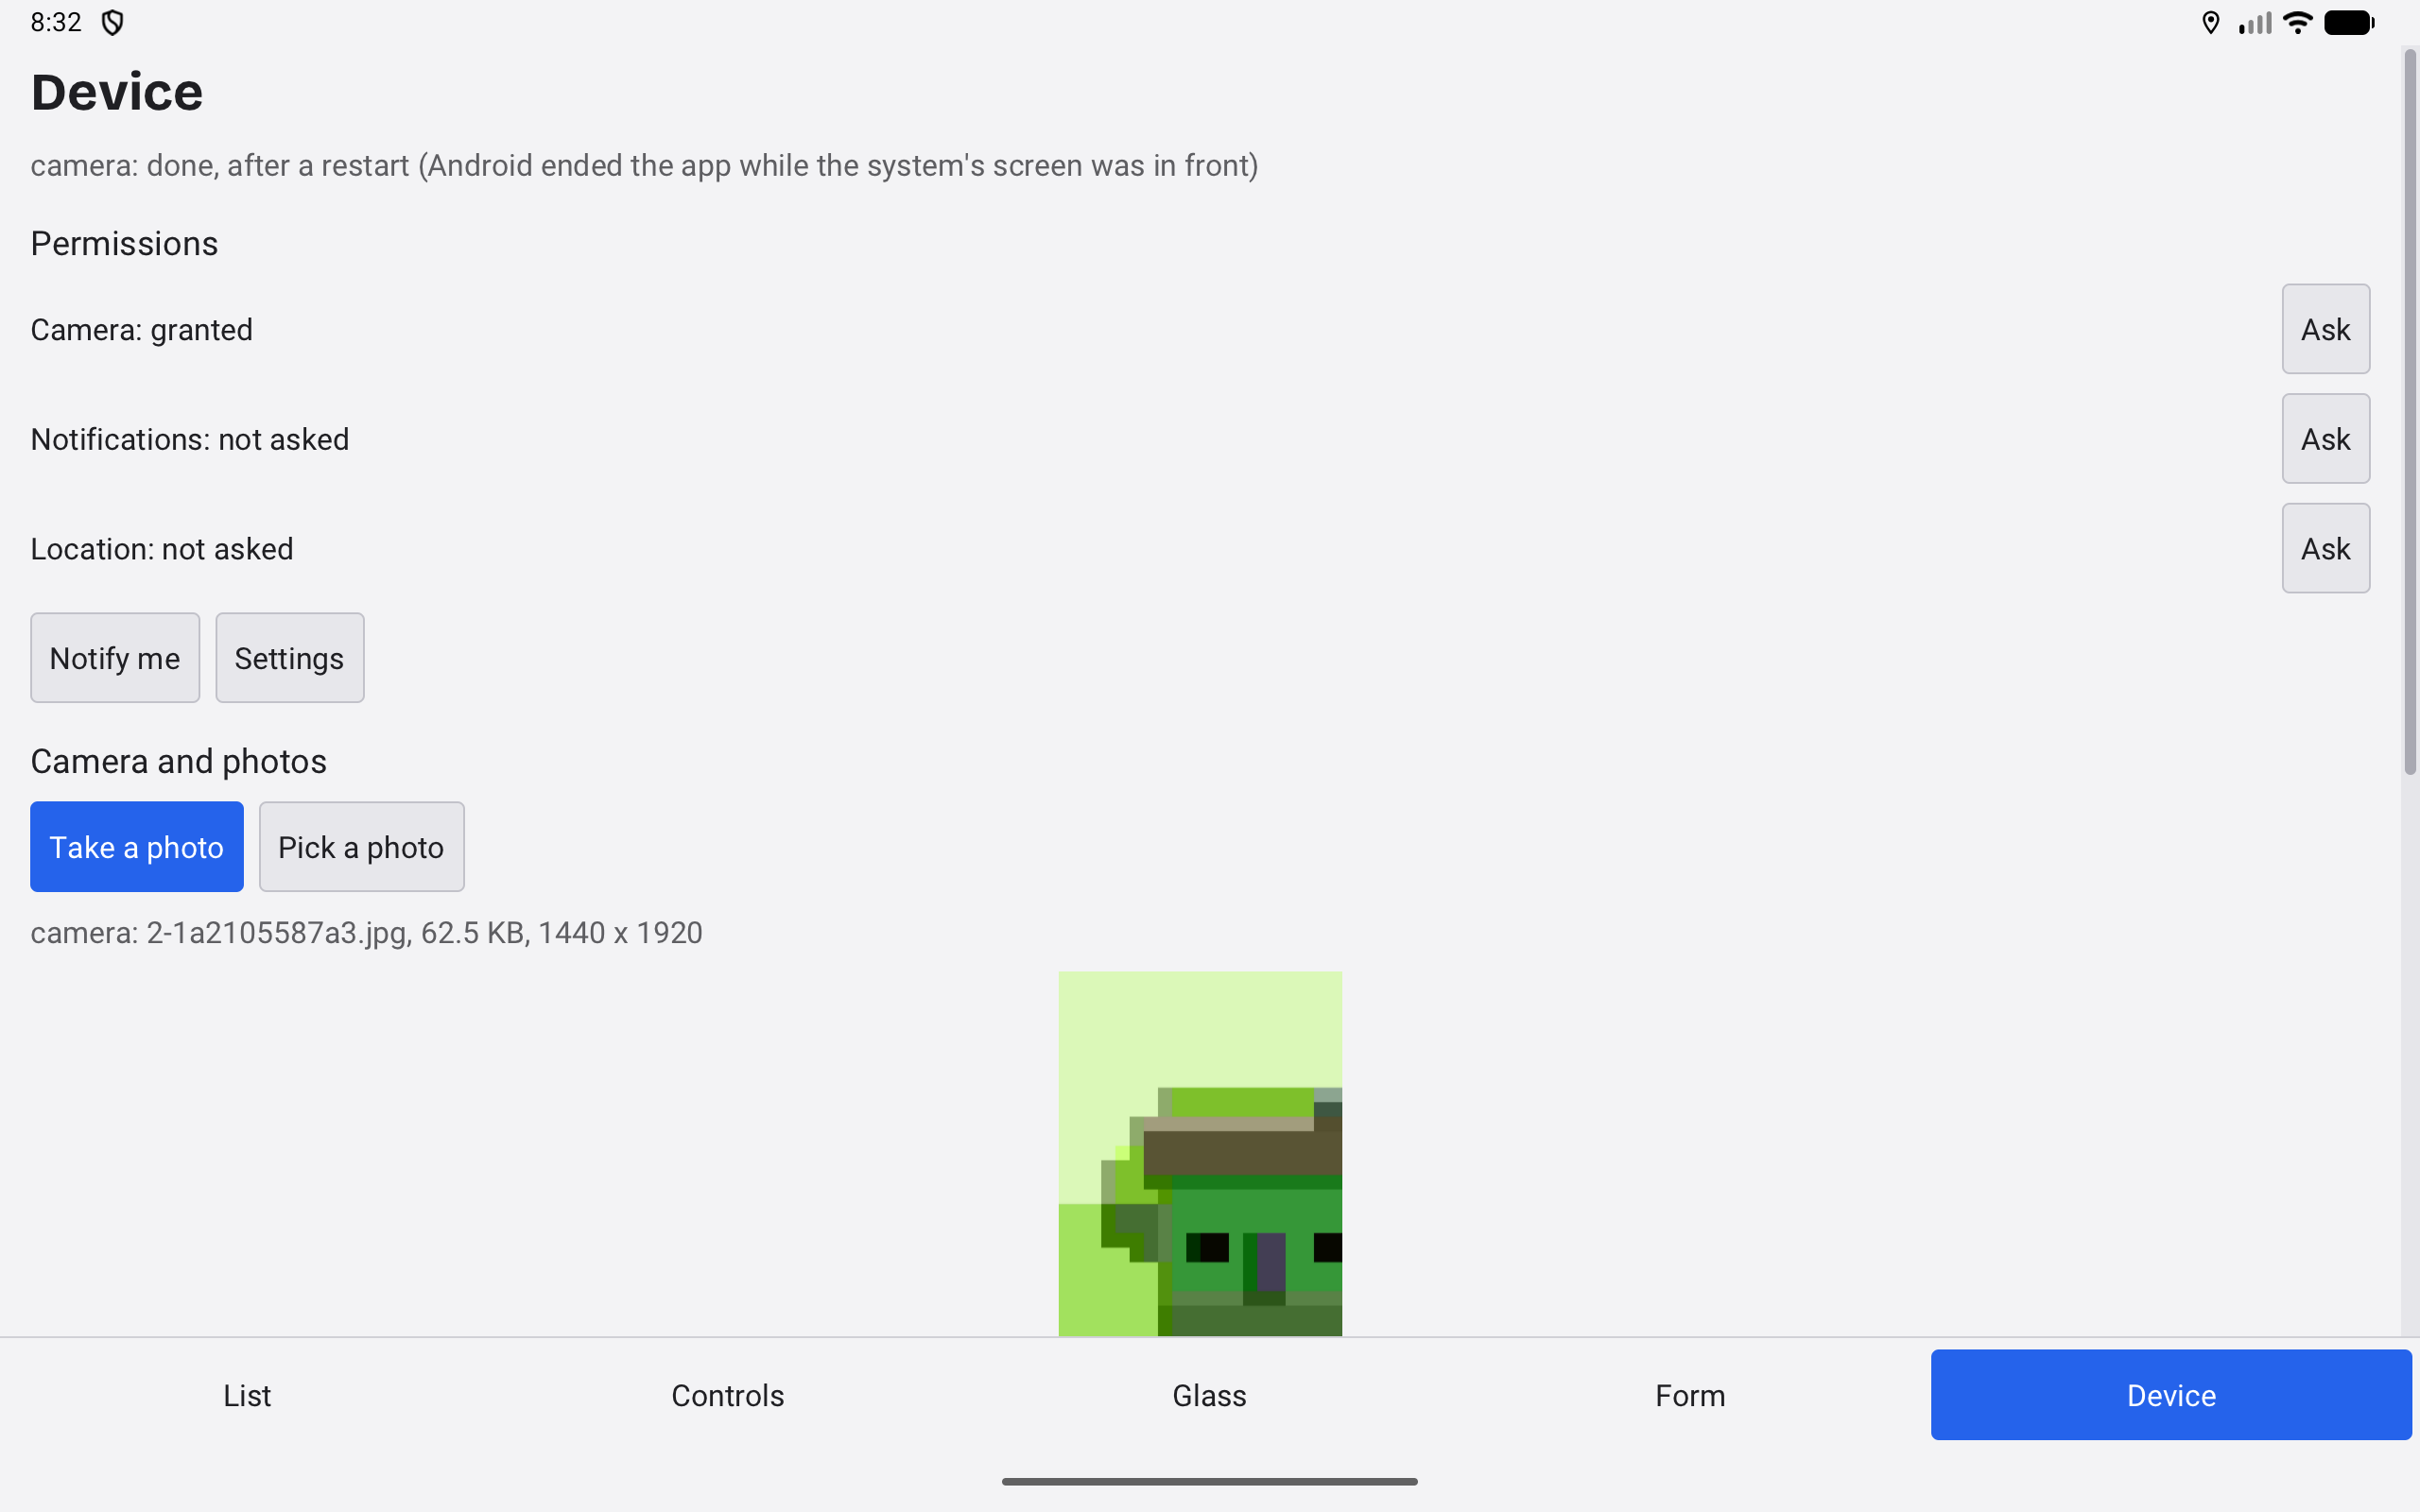 8:32
Device
camera: done, after a restart (Android ended the app while the system's screen was in front)
Permissions
Camera: granted
Ask
Notifications: not asked
Ask
Location: not asked
Ask
Notify me
Settings
Camera and photos
Take a photo
Pick a photo
camera: 2-1a2105587a3.jpg, 62.5 KB, 1440 x 1920
List
Controls
Glass
Form
Device